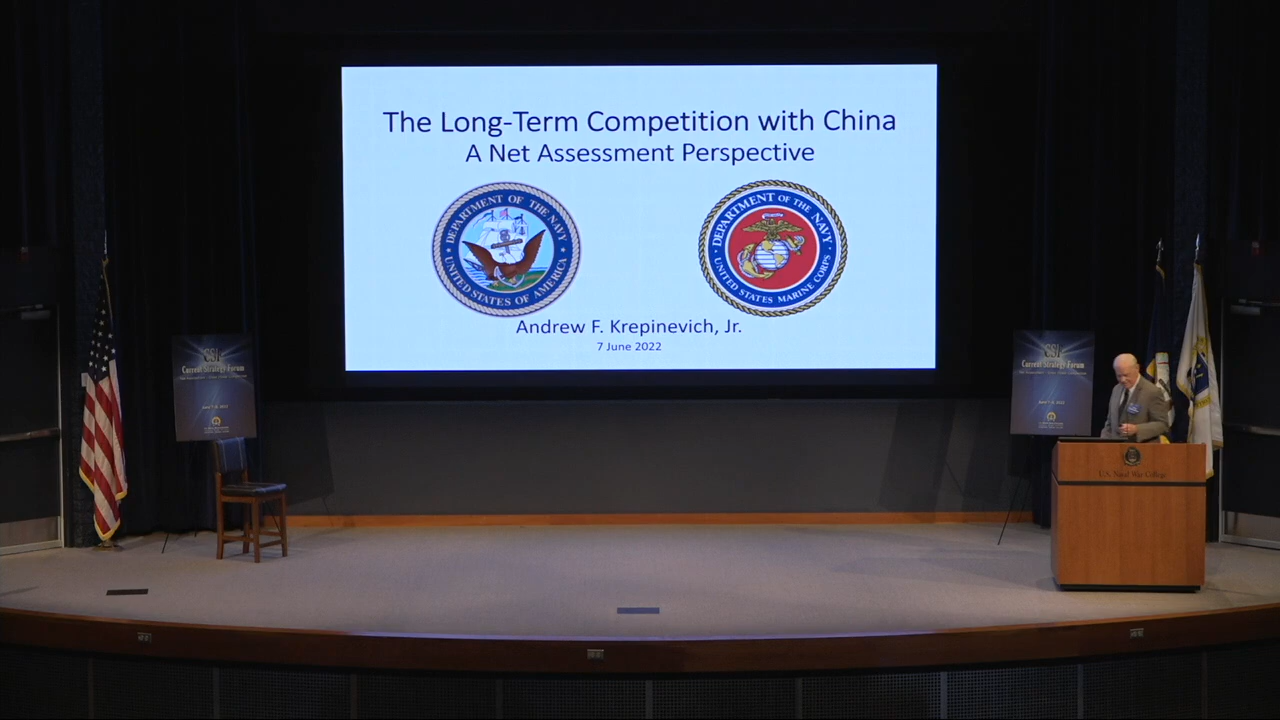 The Long-Term Competition with China
A Net Assessment Perspective
DEPARTMENT OF THE NAVY
UNITED STATES OF AMERICA
DEPARTMENT OF THE NAVY
UNITED STATES MARINE CORPS
Andrew F. Krepinevich, Jr.
7 June 2022
CSF
Current Strategy Forum
CSF
Current Strategy Forum
U.S. Naval War College